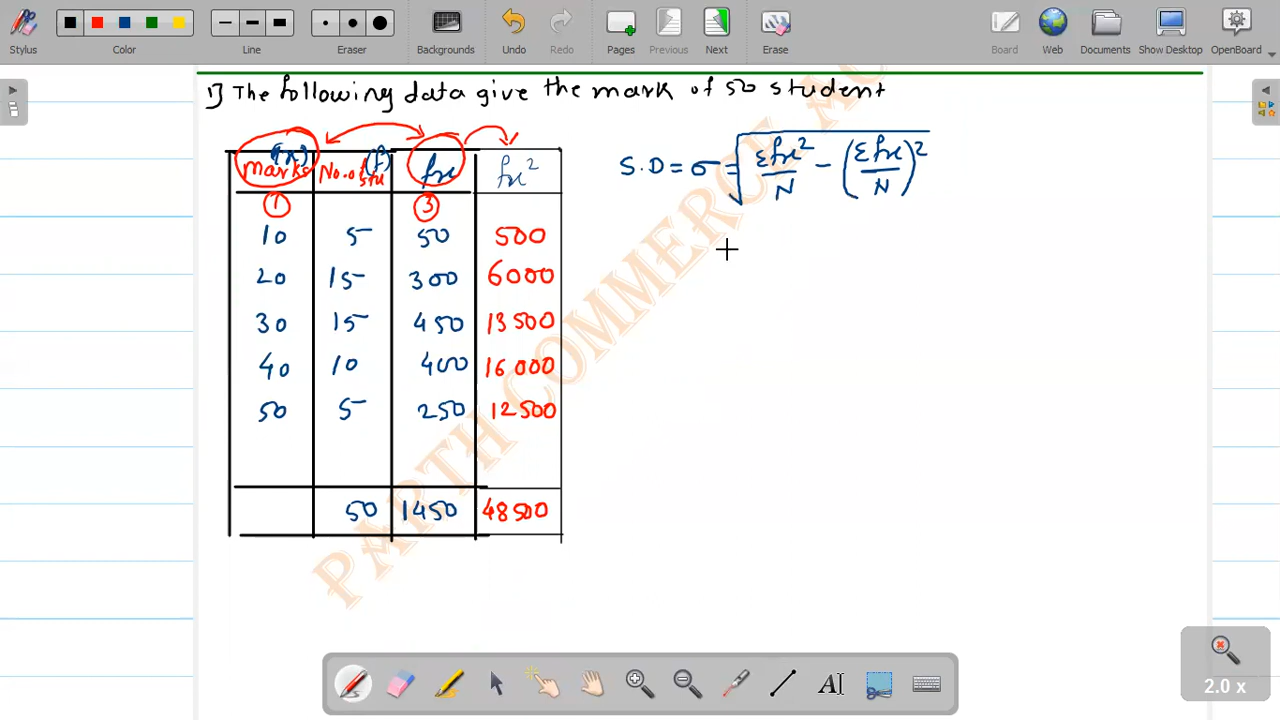 Stylus
Color
Line
Eraser
Backgrounds
Undo
Redo
Pages
Previous
Next
Erase
Board
Web
Documents
Show Desktop
OpenBoard
1) The following data give the mark of 50 student
marks (x) No. of stu (f) fx fx²
① ③
10 5 50 500
20 15 300 6000
30 15 450 13500
40 10 400 16000
50 5 250 12500
50 1450 48500
S.D = σ = √(Σfx²/N − (Σfx/N)²)
PARTH COMMERCE AC
2.0 x